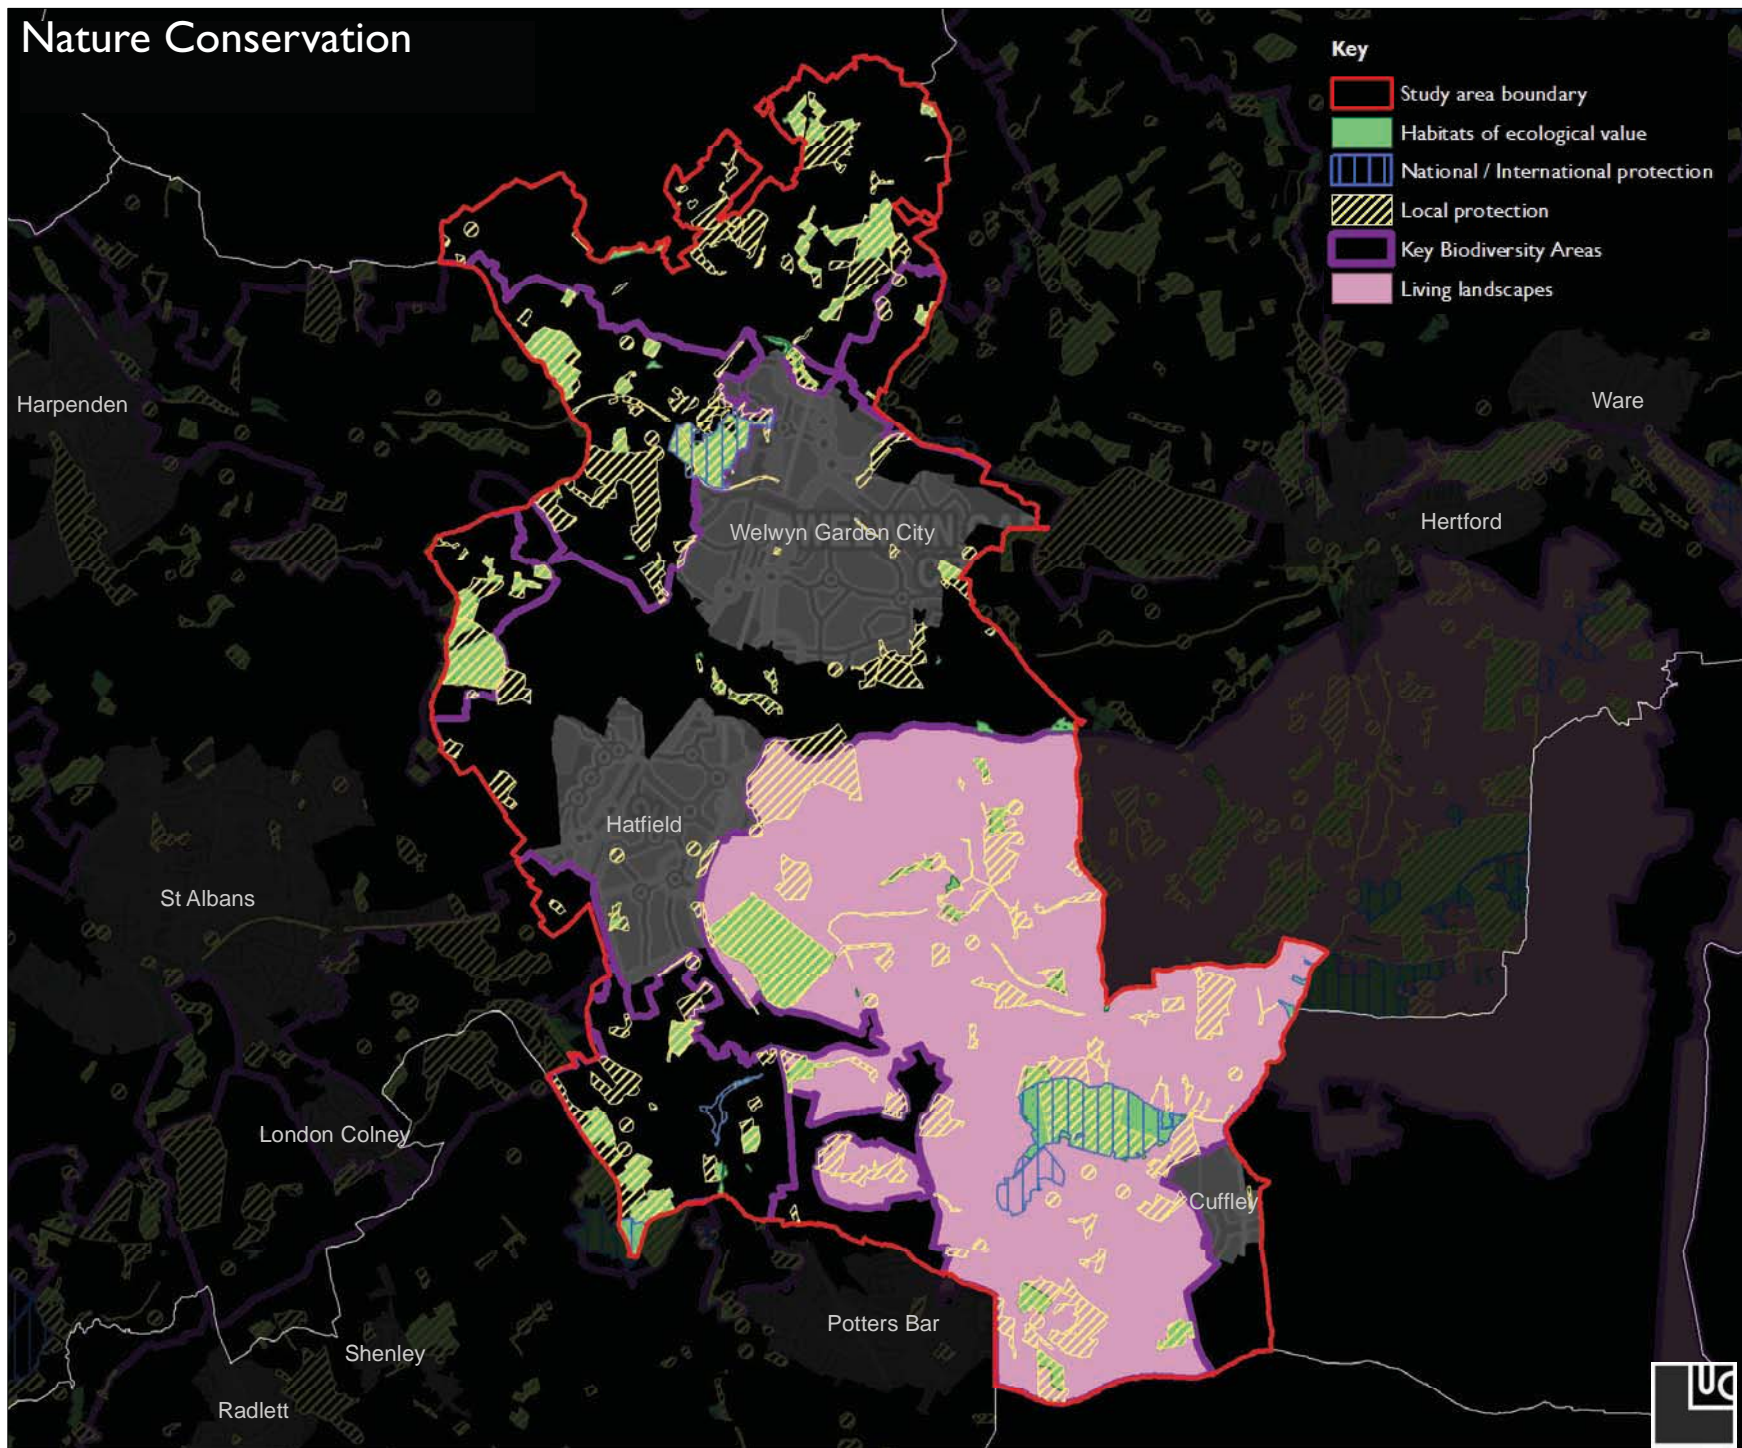 Nature Conservation
Key
Study area boundary
Habitats of ecological value
National / International protection
Local protection
Key Biodiversity Areas
Living landscapes
Harpenden
Ware
Hertford
Welwyn Garden City
Hatfield
St Albans
London Colney
Cuffley
Potters Bar
Shenley
Radlett